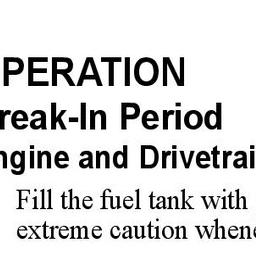 PERATION
reak-In Period
ngine and Drivetrai
Fill the fuel tank with
extreme caution whene